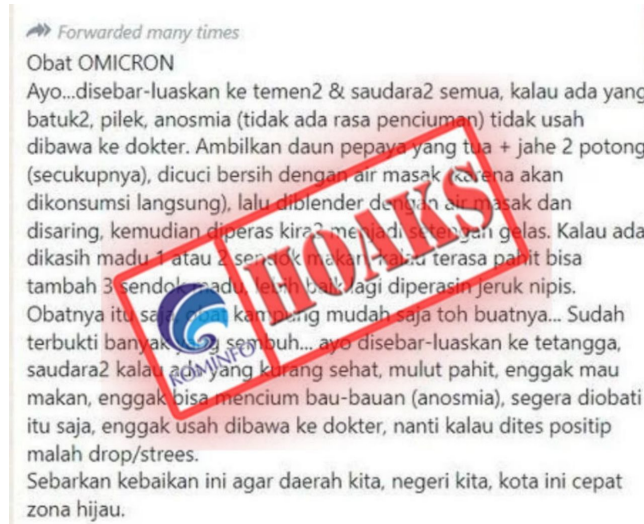 Forwarded many times
Obat OMICRON
Ayo...disebar-luaskan ke temen2 & saudara2 semua, kalau ada yang
batuk2, pilek, anosmia (tidak ada rasa penciuman) tidak usah
dibawa ke dokter. Ambilkan daun pepaya yang tua + jahe 2 potong
(secukupnya), dicuci bersih dengan air masak (karena akan
dikonsumsi langsung), lalu diblender dengan air masak dan
disaring, kemudian diperas kira2 menjadi setengah gelas. Kalau ada
dikasih madu 1 atau 2 sendok makan kalau terasa pahit bisa
tambah 3 sendok madu, lebih baik lagi diperasin jeruk nipis.
Obatnya itu saja, obat kampung mudah saja toh buatnya... Sudah
terbukti banyak sembuh... ayo disebar-luaskan ke tetangga,
saudara2 kalau ada yang kurang sehat, mulut pahit, enggak mau
makan, enggak bisa mencium bau-bauan (anosmia), segera diobati
itu saja, enggak usah dibawa ke dokter, nanti kalau dites positip
malah drop/strees.
Sebarkan kebaikan ini agar daerah kita, negeri kita, kota ini cepat
zona hijau.
HOAKS
KOMINFO